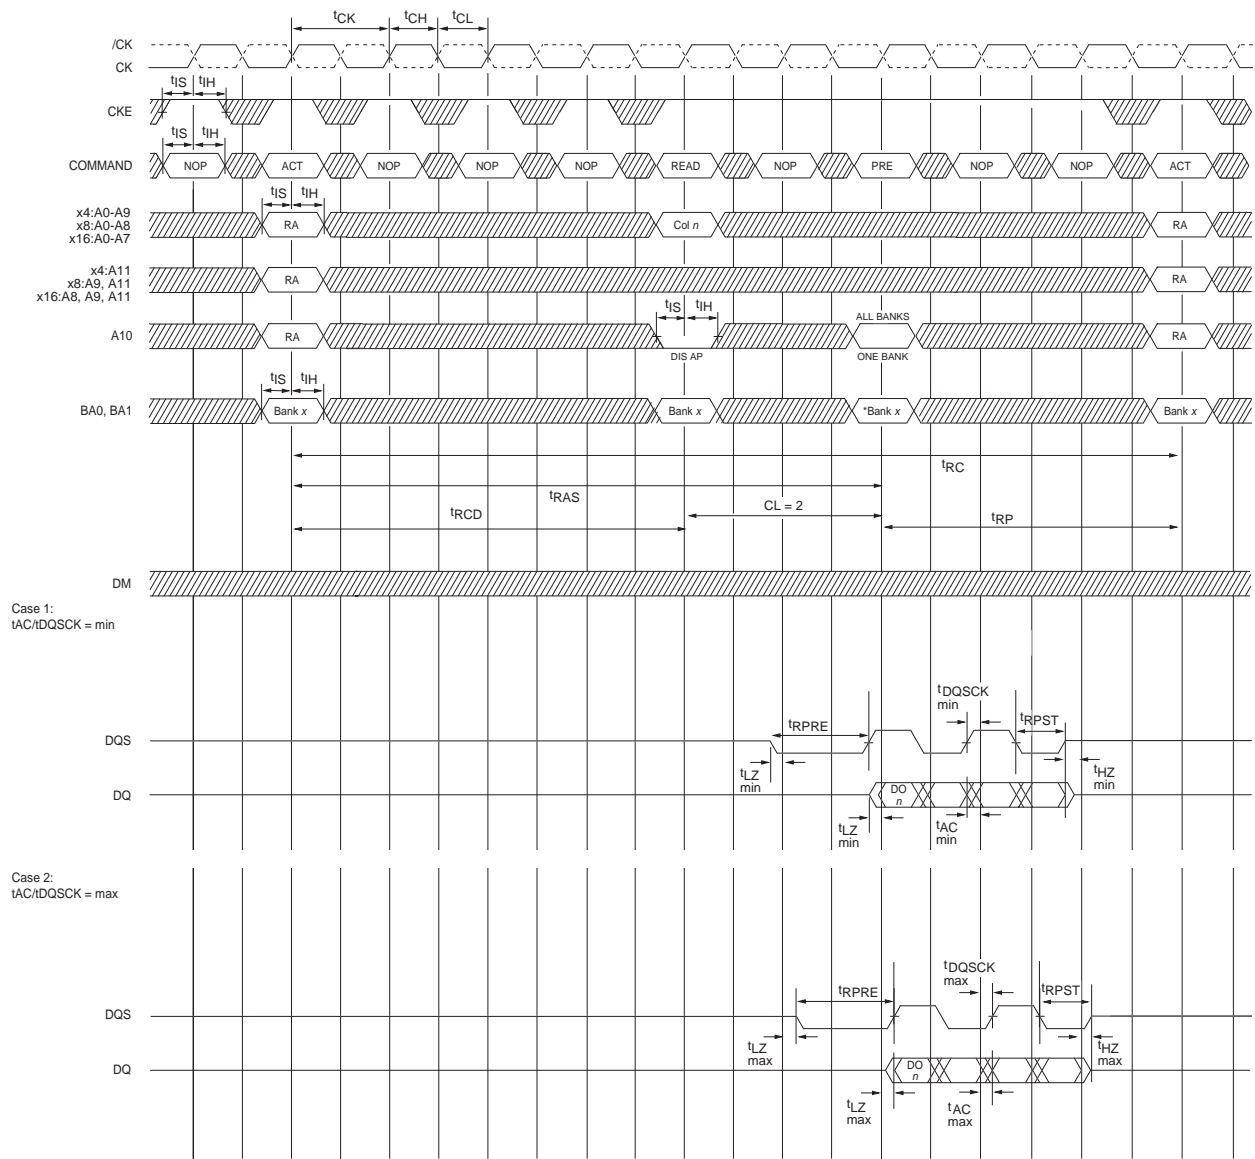 tCK
tCH
tCL
/CK
CK
tIS
tIH
CKE
tIS
tIH
COMMAND
NOP
ACT
NOP
NOP
NOP
READ
NOP
PRE
NOP
NOP
ACT
tIS
tIH
x4:A0-A9
x8:A0-A8
x16:A0-A7
RA
Col n
RA
x4:A11
x8:A9, A11
x16:A8, A9, A11
RA
RA
tIS
tIH
ALL BANKS
A10
RA
RA
DIS AP
ONE BANK
tIS
tIH
BA0, BA1
Bank x
Bank x
*Bank x
Bank x
tRC
tRAS
CL = 2
tRCD
tRP
DM
Case 1:
tAC/tDQSCK = min
tDQSCK
min
tRPRE
tRPST
DQS
tLZ
min
tHZ
min
DQ
DO
n
tLZ
min
tAC
min
Case 2:
tAC/tDQSCK = max
tDQSCK
max
tRPRE
tRPST
DQS
tLZ
max
tHZ
max
DQ
DO
n
tLZ
max
tAC
max